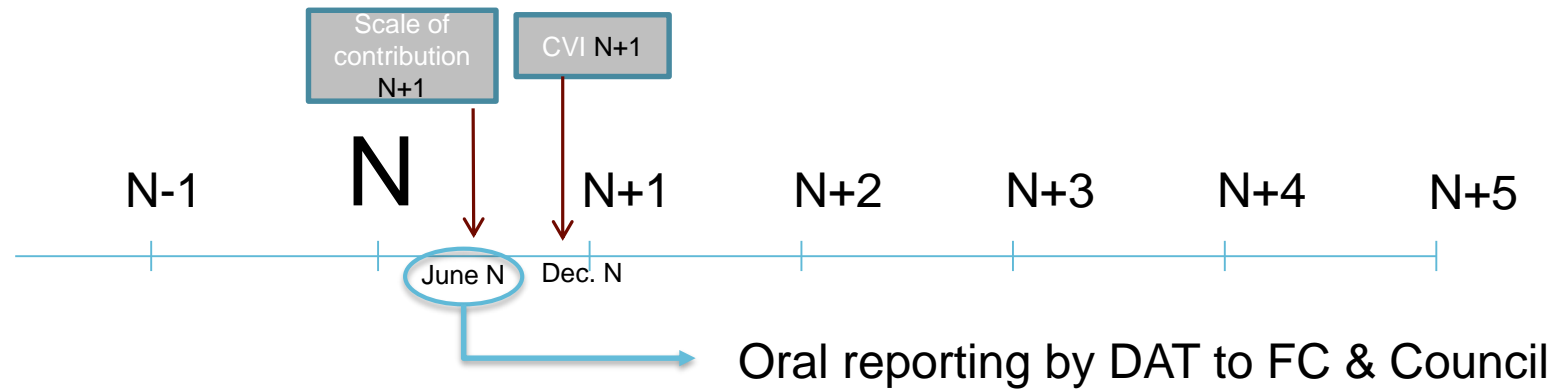 Scale of
contribution
N+1
CVI N+1
N-1
N
N+1
N+2
N+3
N+4
N+5
June N
Dec. N
Oral reporting by DAT to FC & Council